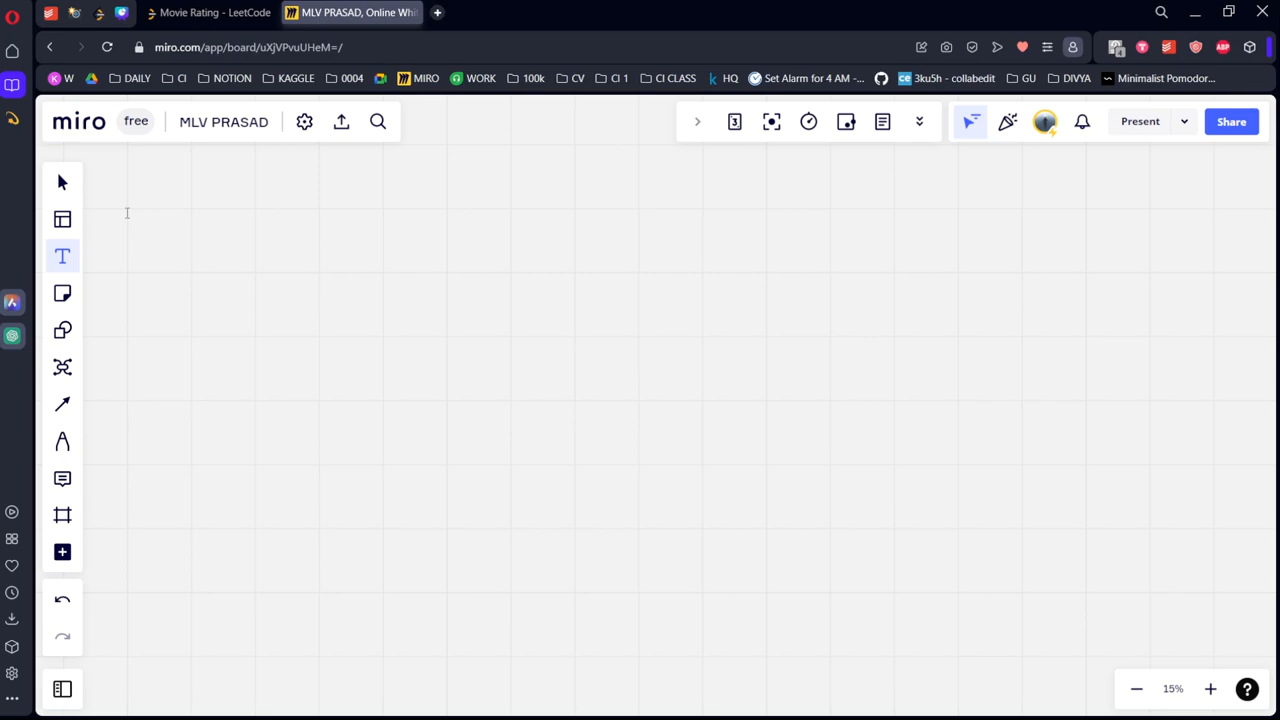 Movie Rating - LeetCode
MLV PRASAD, Online Whi
miro.com/app/board/uXjVPvuUHeM=/
W
DAILY
CI
NOTION
KAGGLE
0004
MIRO
WORK
100k
CV
CI 1
CI CLASS
HQ
Set Alarm for 4 AM -...
3ku5h - collabedit
GU
DIVYA
Minimalist Pomodor...
miro
free
MLV PRASAD
3
Present
Share
15%